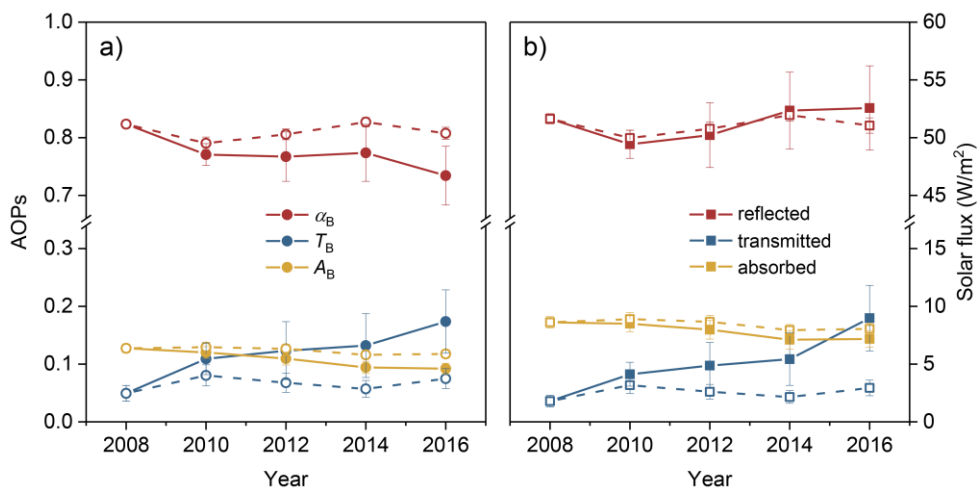 a)
AOPs
1.0
0.9
0.8
0.7
0.3
0.2
0.1
0.0
αB
TB
AB
2008 2010 2012 2014 2016
Year
b)
reflected
transmitted
absorbed
60
55
50
45
15
10
5
0
Solar flux (W/m²)
2008 2010 2012 2014 2016
Year